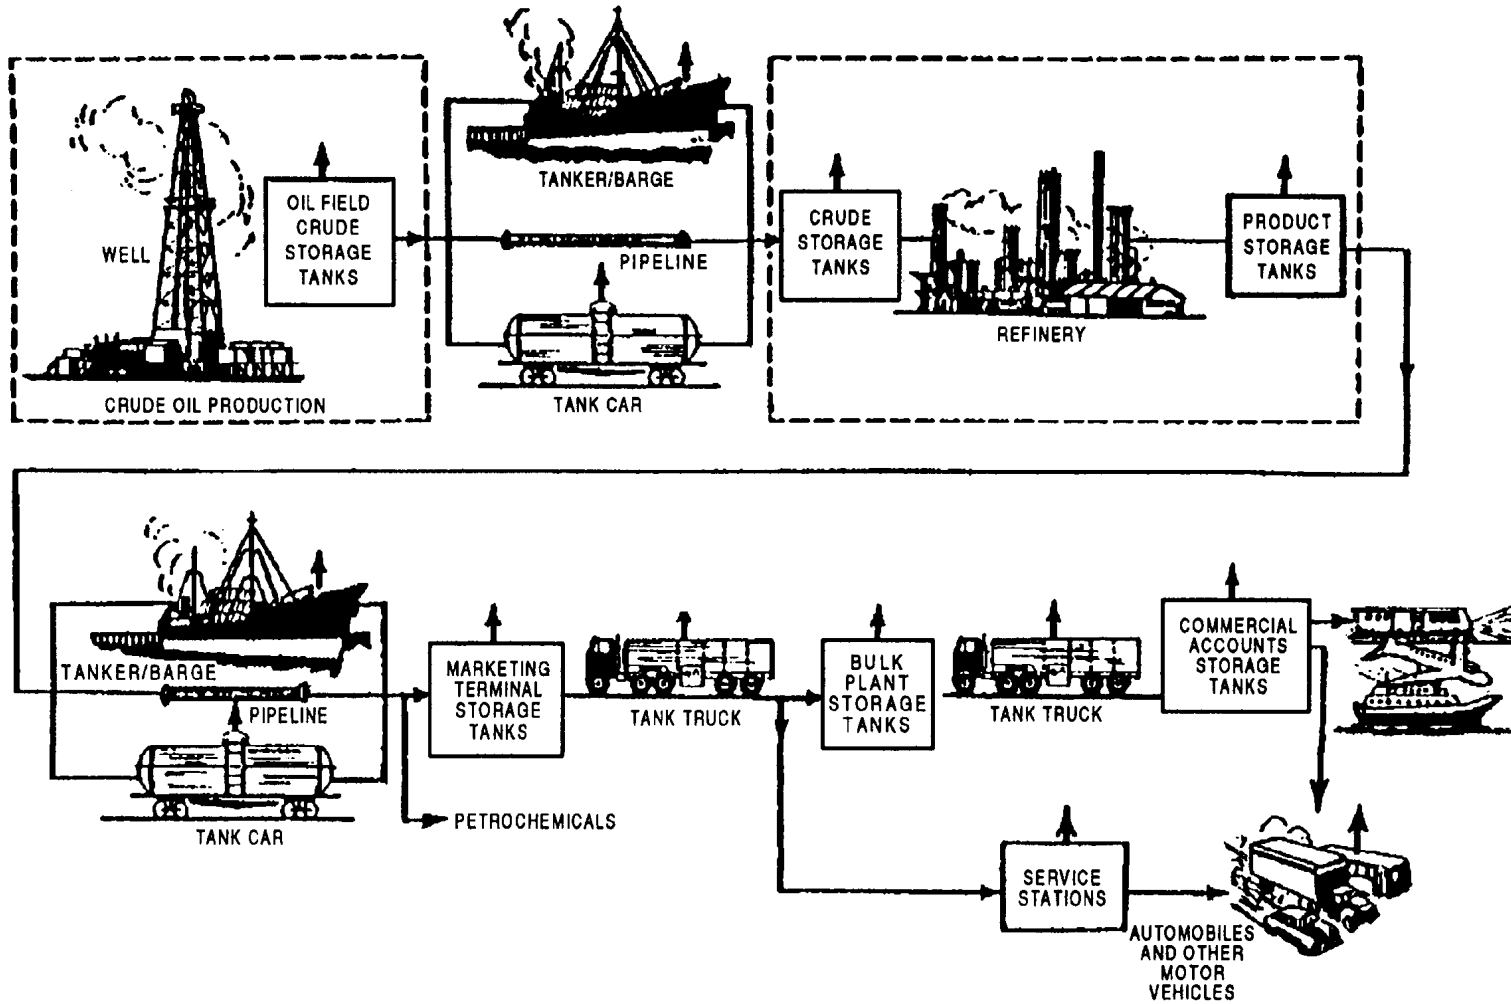 TANKER/BARGE
OIL FIELD
CRUDE
STORAGE
TANKS
WELL
CRUDE OIL PRODUCTION
PIPELINE
TANK CAR
CRUDE
STORAGE
TANKS
REFINERY
PRODUCT
STORAGE
TANKS
TANKER/BARGE
PIPELINE
TANK CAR
PETROCHEMICALS
MARKETING
TERMINAL
STORAGE
TANKS
TANK TRUCK
BULK
PLANT
STORAGE
TANKS
TANK TRUCK
COMMERCIAL
ACCOUNTS
STORAGE
TANKS
SERVICE
STATIONS
AUTOMOBILES
AND OTHER
MOTOR
VEHICLES